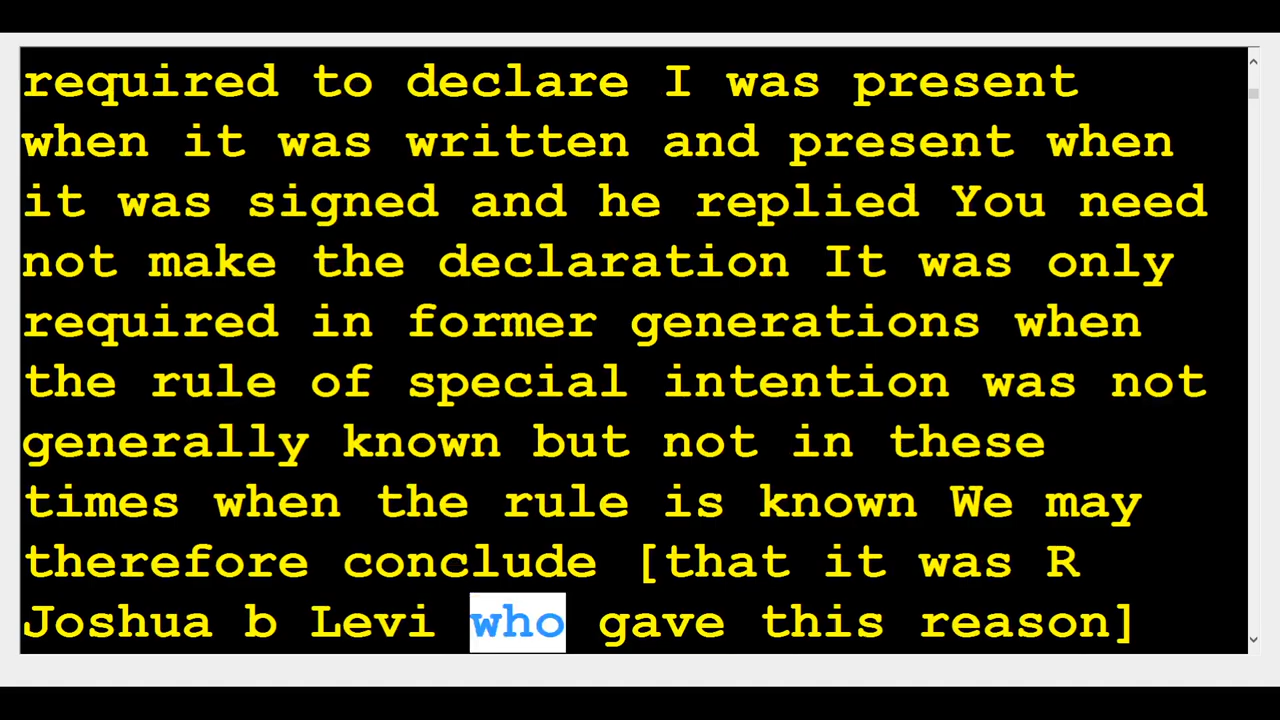 required to declare I was present
when it was written and present when
it was signed and he replied You need
not make the declaration It was only
required in former generations when
the rule of special intention was not
generally known but not in these
times when the rule is known We may
therefore conclude [that it was R
Joshua b Levi who gave this reason]